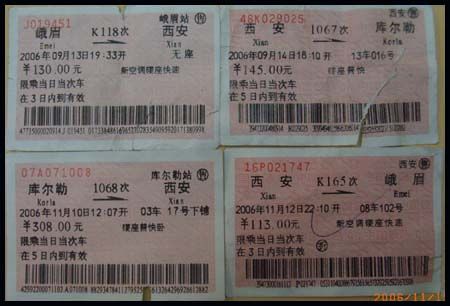 J019451 峨眉站 售
峨眉 K118次 西安
Emei Xian
2006年09月13日19:33开 无座
￥130.00元 新空调硬座快速
限乘当日当次车
在3日内到有效
48K029025 西安 售
西安 1067次 库尔勒
Xian Korla
2006年09月14日18:10开 13车016号
￥145.00元 硬座普快
限乘当日当次车
在5日内到有效
07A071008 库尔勒站 售
库尔勒 1068次 西安
Korla Xian
2006年11月10日12:07开 03车 17号下铺
￥308.00元 硬座普快卧
限乘当日当次车
在5日内到有效
16P021747 西安 售
西安 K165次 峨眉
Xian Emei
2006年11月12日22:10开 08车102号
￥113.00元 新空调硬座快速
限乘当日当次车
在3日内到有效